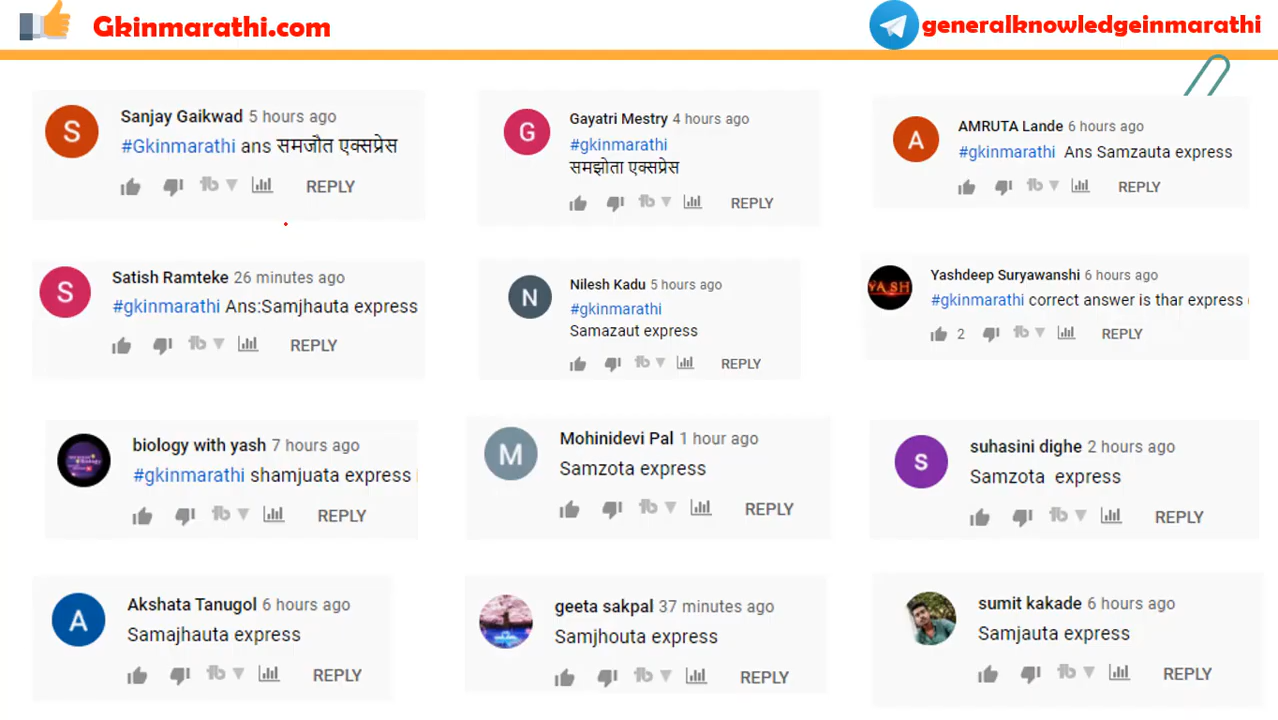 Gkinmarathi.com
generalknowledgeinmarathi
Sanjay Gaikwad 5 hours ago
#Gkinmarathi ans समजौत एक्सप्रेस
REPLY
Gayatri Mestry 4 hours ago
#gkinmarathi
समझोता एक्सप्रेस
REPLY
AMRUTA Lande 6 hours ago
#gkinmarathi Ans Samzauta express
REPLY
Satish Ramteke 26 minutes ago
#gkinmarathi Ans:Samjhauta express
REPLY
Nilesh Kadu 5 hours ago
#gkinmarathi
Samazaut express
REPLY
Yashdeep Suryawanshi 6 hours ago
#gkinmarathi correct answer is thar express
2 REPLY
biology with yash 7 hours ago
#gkinmarathi shamjuata express
REPLY
Mohinidevi Pal 1 hour ago
Samzota express
REPLY
suhasini dighe 2 hours ago
Samzota express
REPLY
Akshata Tanugol 6 hours ago
Samajhauta express
REPLY
geeta sakpal 37 minutes ago
Samjhouta express
REPLY
sumit kakade 6 hours ago
Samjauta express
REPLY